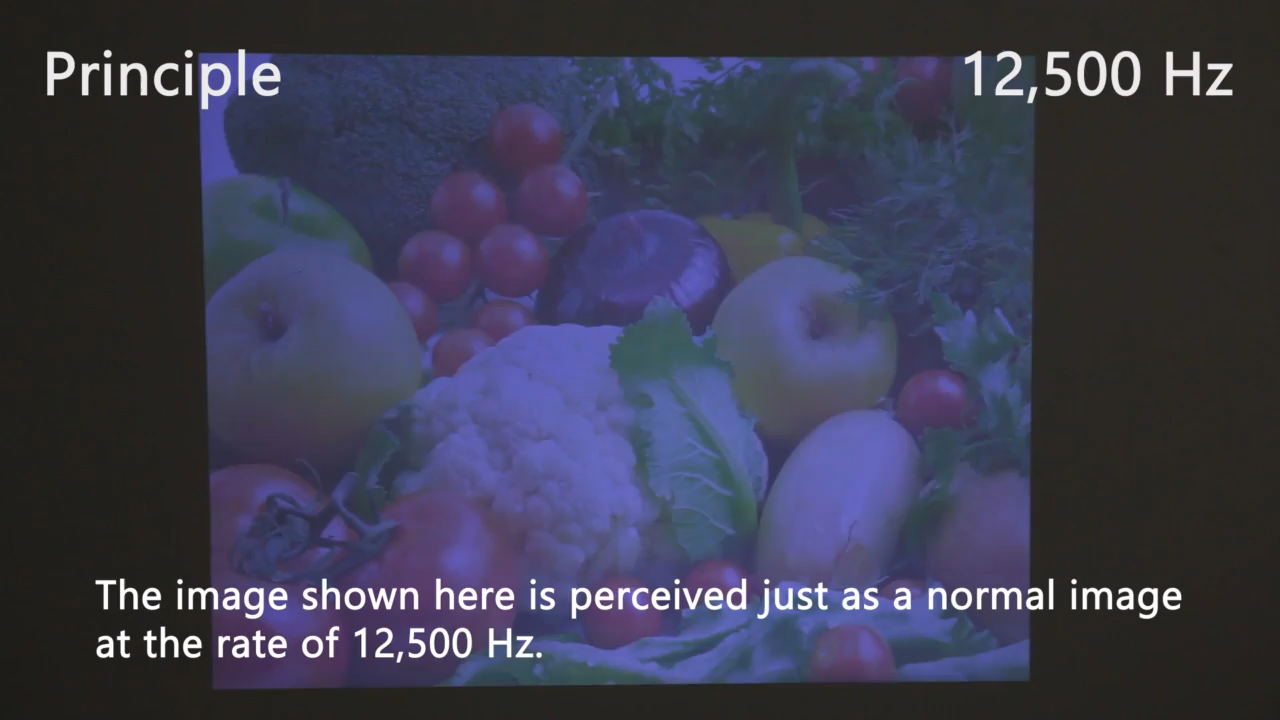 Principle
12,500 Hz
The image shown here is perceived just as a normal image
at the rate of 12,500 Hz.